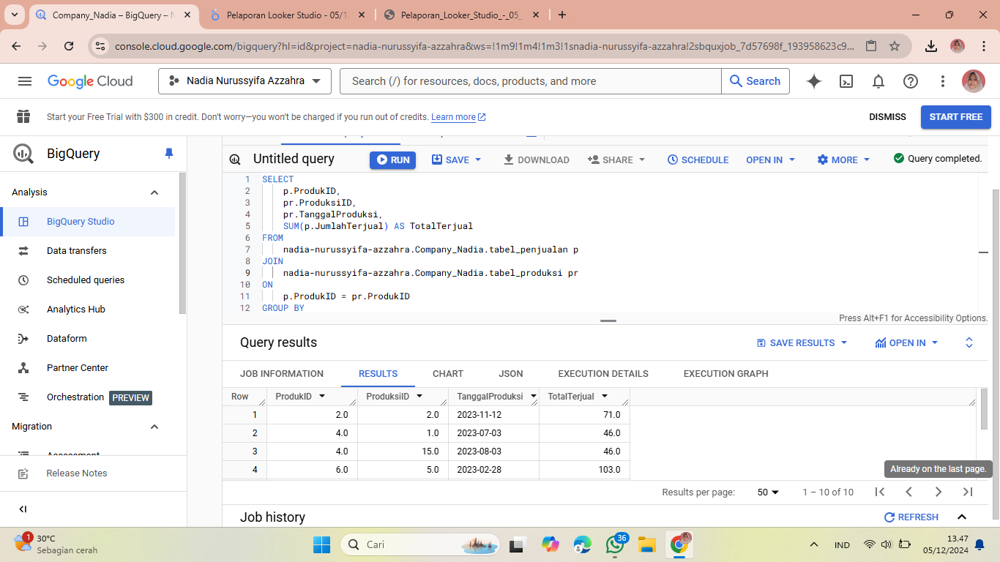 Company_Nadia – BigQuery – N
Pelaporan Looker Studio - 05/1
Pelaporan_Looker_Studio_-_05_
console.cloud.google.com/bigquery?hl=id&project=nadia-nurussyifa-azzahra&ws=!1m9!1m4!1m3!1snadia-nurussyifa-azzahra!2sbquxjob_7d57698f_193958623c9...
Google Cloud
Nadia Nurussyifa Azzahra
Search (/) for resources, docs, products, and more
Search
Start your Free Trial with $300 in credit. Don't worry—you won't be charged if you run out of credits. Learn more
DISMISS
START FREE
BigQuery
Analysis
BigQuery Studio
Data transfers
Scheduled queries
Analytics Hub
Dataform
Partner Center
Orchestration PREVIEW
Migration
Assessment
Release Notes
Untitled query
RUN
SAVE
DOWNLOAD
SHARE
SCHEDULE
OPEN IN
MORE
Query completed.
1 SELECT
2 p.ProdukID,
3 pr.ProduksiID,
4 pr.TanggalProduksi,
5 SUM(p.JumlahTerjual) AS TotalTerjual
6 FROM
7 nadia-nurussyifa-azzahra.Company_Nadia.tabel_penjualan p
8 JOIN
9 nadia-nurussyifa-azzahra.Company_Nadia.tabel_produksi pr
10 ON
11 p.ProdukID = pr.ProdukID
12 GROUP BY
Press Alt+F1 for Accessibility Options.
Query results
SAVE RESULTS
OPEN IN
JOB INFORMATION
RESULTS
CHART
JSON
EXECUTION DETAILS
EXECUTION GRAPH
Row ProdukID ProduksiID TanggalProduksi TotalTerjual
1 2.0 2.0 2023-11-12 71.0
2 4.0 1.0 2023-07-03 46.0
3 4.0 15.0 2023-08-03 46.0
4 6.0 5.0 2023-02-28 103.0
Already on the last page.
Results per page: 50 1 – 10 of 10
Job history
REFRESH
1
30°C
Sebagian cerah
Cari
36
IND
13.47
05/12/2024